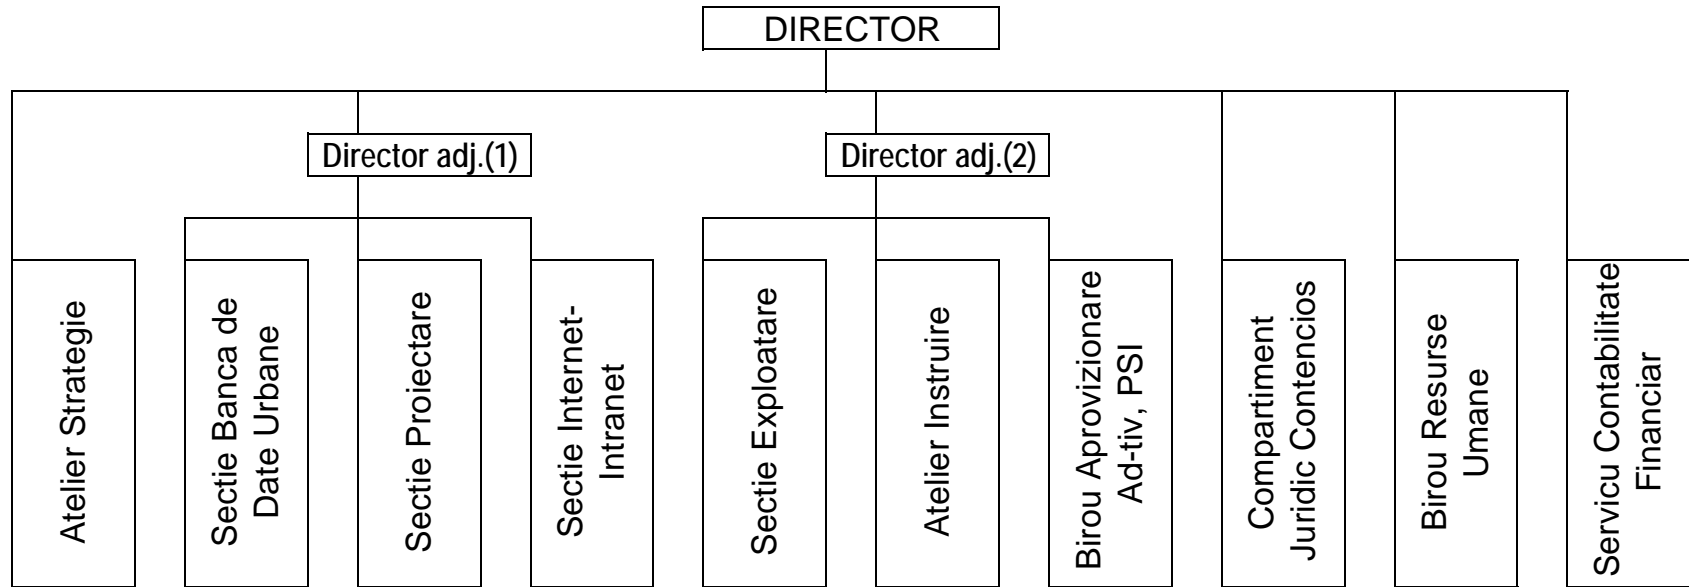 DIRECTOR
Director adj.(1)
Director adj.(2)
Atelier Strategie
Sectie Banca de
Date Urbane
Sectie Proiectare
Sectie Internet-
Intranet
Sectie Exploatare
Atelier Instruire
Birou Aprovizionare
Ad-tiv, PSI
Compartiment
Juridic Contencios
Birou Resurse
Umane
Servicu Contabilitate
Financiar